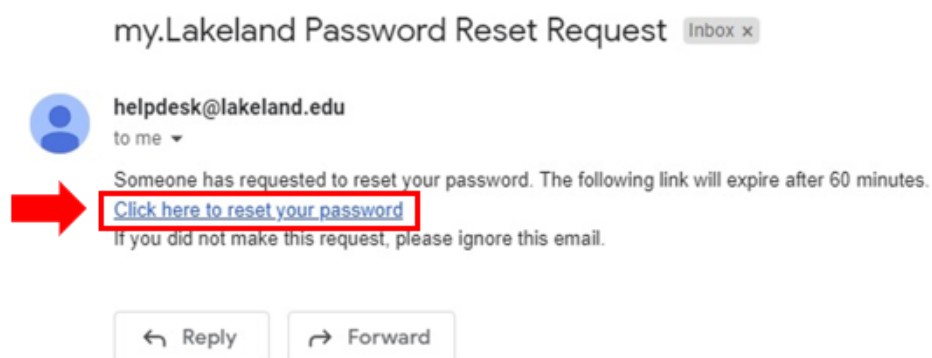 my.Lakeland Password Reset Request Inbox x
helpdesk@lakeland.edu
to me
Someone has requested to reset your password. The following link will expire after 60 minutes.
Click here to reset your password
If you did not make this request, please ignore this email.
Reply Forward